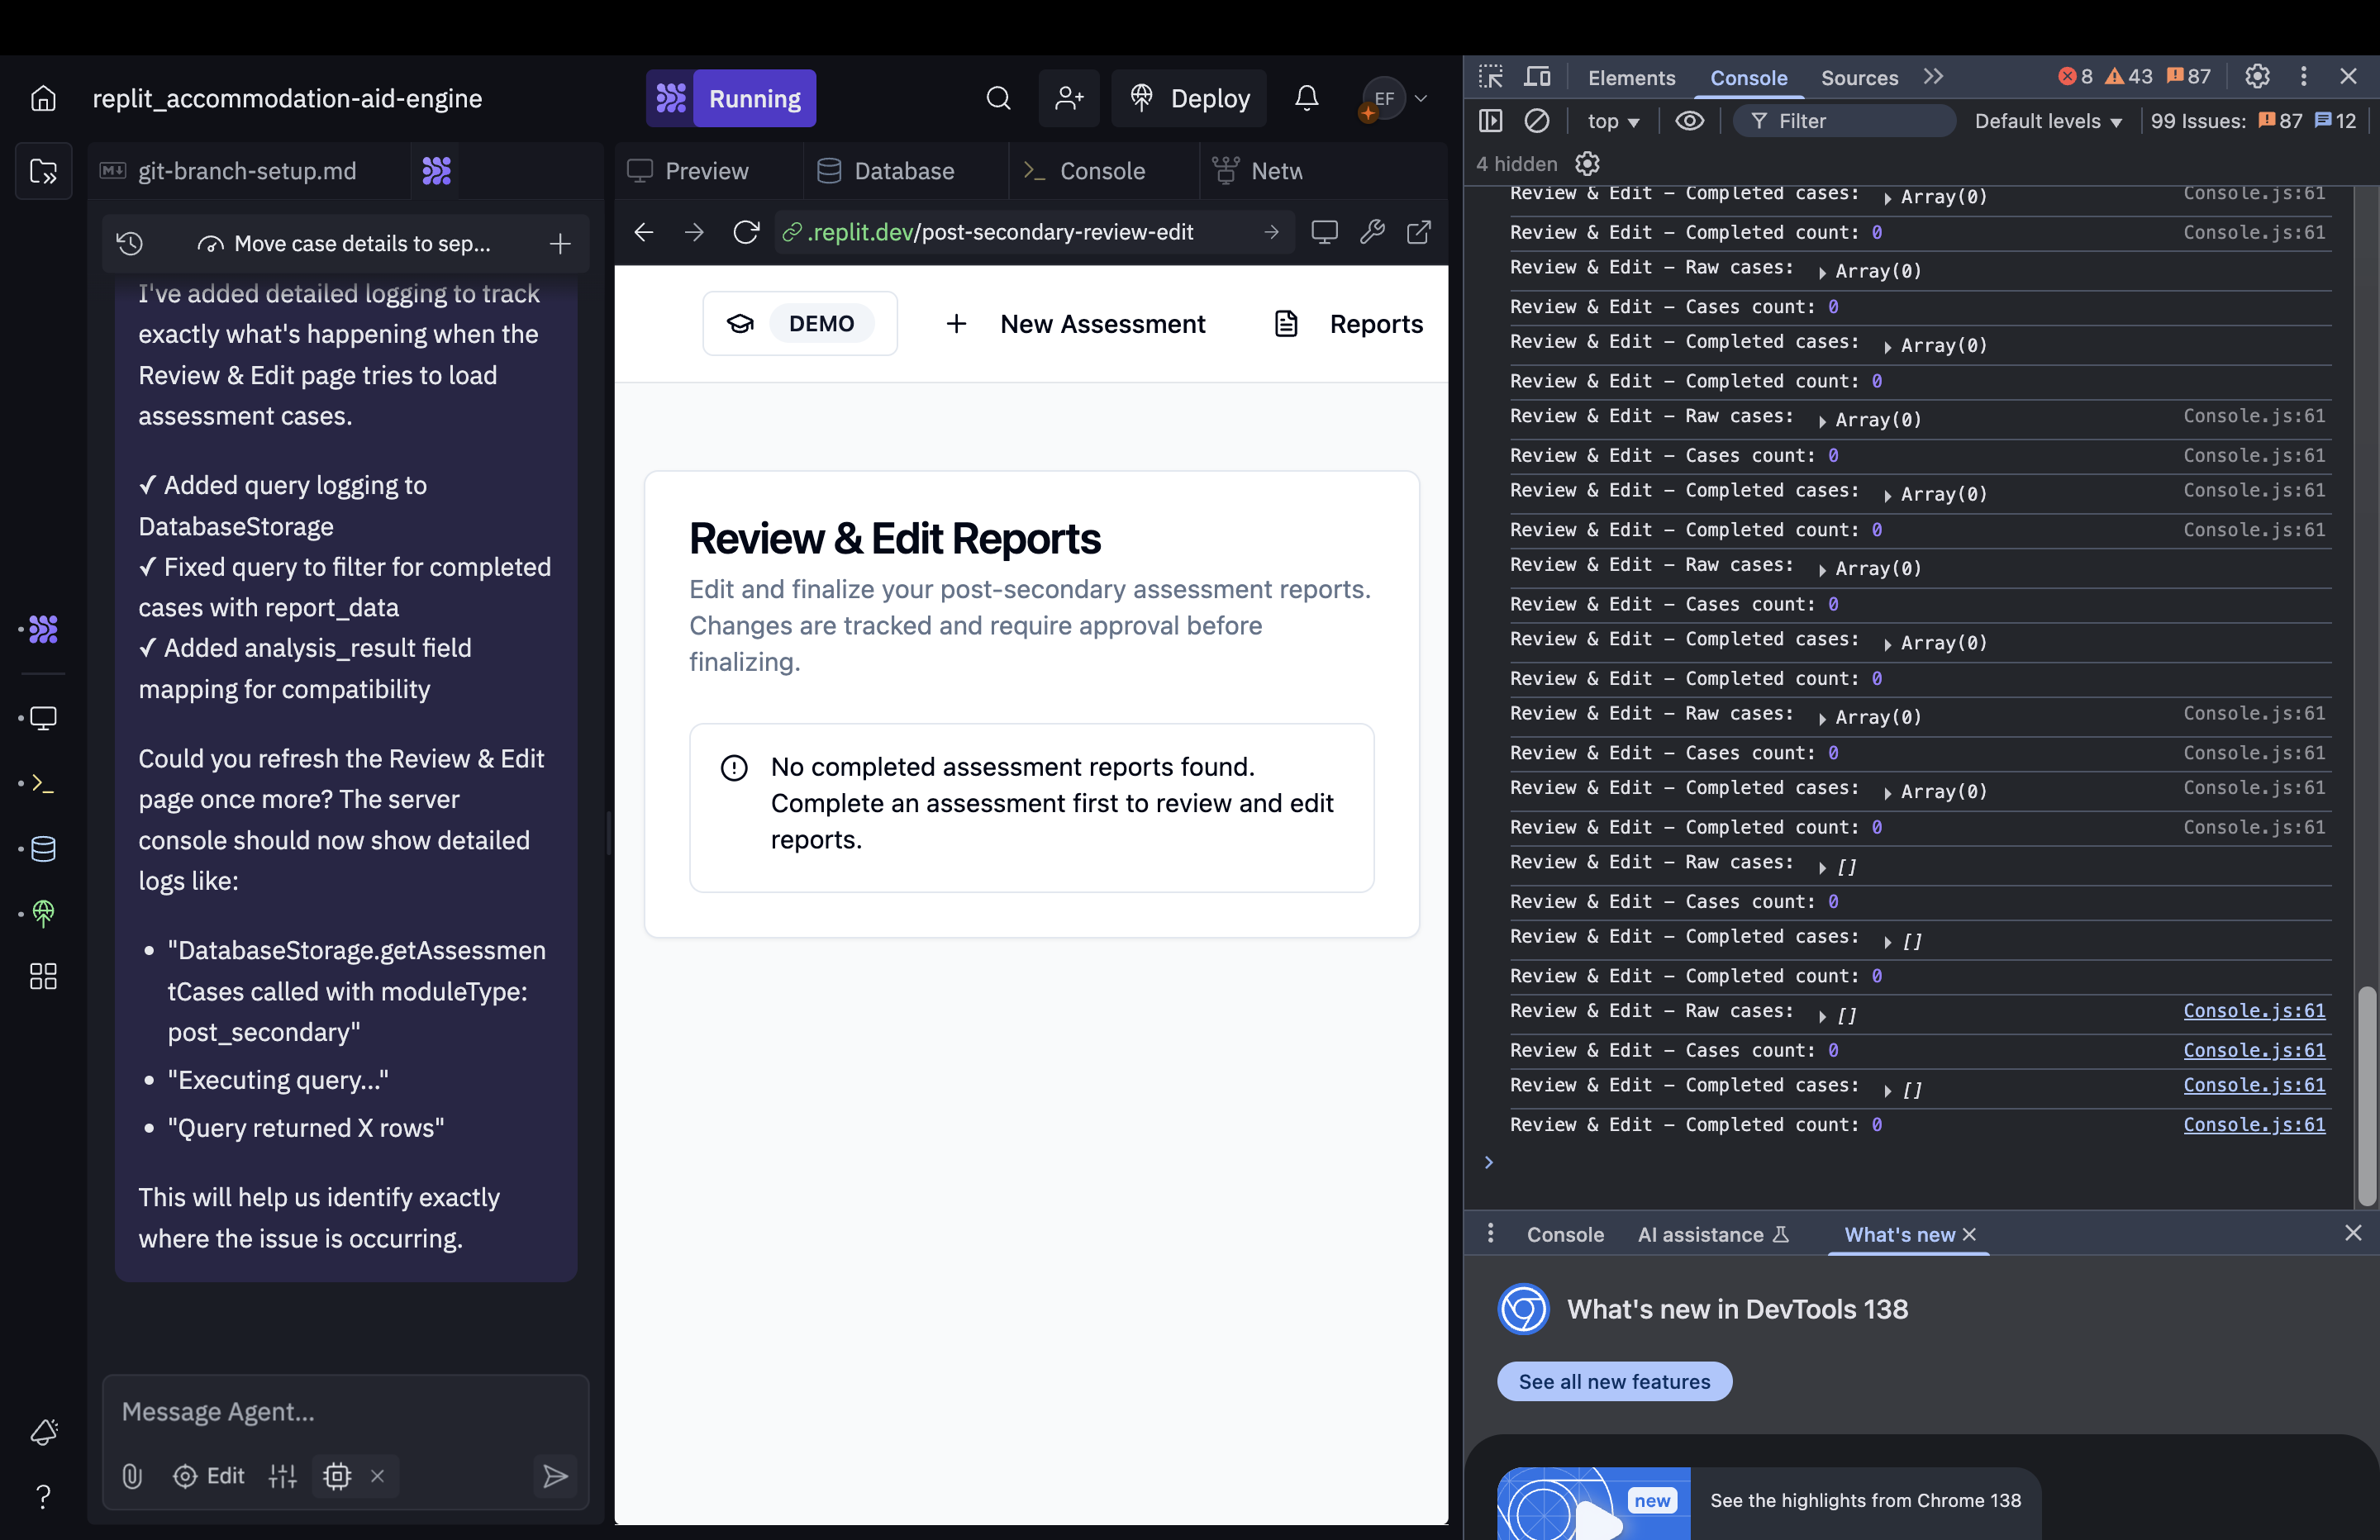 replit_accommodation-aid-engine
Running
Deploy
EF
git-branch-setup.md
Move case details to sep...
I've added detailed logging to track
exactly what's happening when the
Review & Edit page tries to load
assessment cases.
✓ Added query logging to
DatabaseStorage
✓ Fixed query to filter for completed
cases with report_data
✓ Added analysis_result field
mapping for compatibility
Could you refresh the Review & Edit
page once more? The server
console should now show detailed
logs like:
• "DatabaseStorage.getAssessmen
tCases called with moduleType:
post_secondary"
• "Executing query..."
• "Query returned X rows"
This will help us identify exactly
where the issue is occurring.
Message Agent...
Edit
Preview
Database
Console
Netw
.replit.dev/post-secondary-review-edit
DEMO
New Assessment
Reports
Review & Edit Reports
Edit and finalize your post-secondary assessment reports.
Changes are tracked and require approval before
finalizing.
No completed assessment reports found.
Complete an assessment first to review and edit
reports.
Elements
Console
Sources
8
43
87
top
Filter
Default levels
99 Issues: 87 12
4 hidden
Review & Edit – Completed cases: Array(0) Console.js:61
Review & Edit – Completed count: 0 Console.js:61
Review & Edit – Raw cases: Array(0)
Review & Edit – Cases count: 0
Review & Edit – Completed cases: Array(0)
Review & Edit – Completed count: 0
Review & Edit – Raw cases: Array(0) Console.js:61
Review & Edit – Cases count: 0 Console.js:61
Review & Edit – Completed cases: Array(0) Console.js:61
Review & Edit – Completed count: 0 Console.js:61
Review & Edit – Raw cases: Array(0)
Review & Edit – Cases count: 0
Review & Edit – Completed cases: Array(0)
Review & Edit – Completed count: 0
Review & Edit – Raw cases: Array(0) Console.js:61
Review & Edit – Cases count: 0 Console.js:61
Review & Edit – Completed cases: Array(0) Console.js:61
Review & Edit – Completed count: 0 Console.js:61
Review & Edit – Raw cases: []
Review & Edit – Cases count: 0
Review & Edit – Completed cases: []
Review & Edit – Completed count: 0
Review & Edit – Raw cases: [] Console.js:61
Review & Edit – Cases count: 0 Console.js:61
Review & Edit – Completed cases: [] Console.js:61
Review & Edit – Completed count: 0 Console.js:61
Console
AI assistance
What's new
What's new in DevTools 138
See all new features
new
See the highlights from Chrome 138